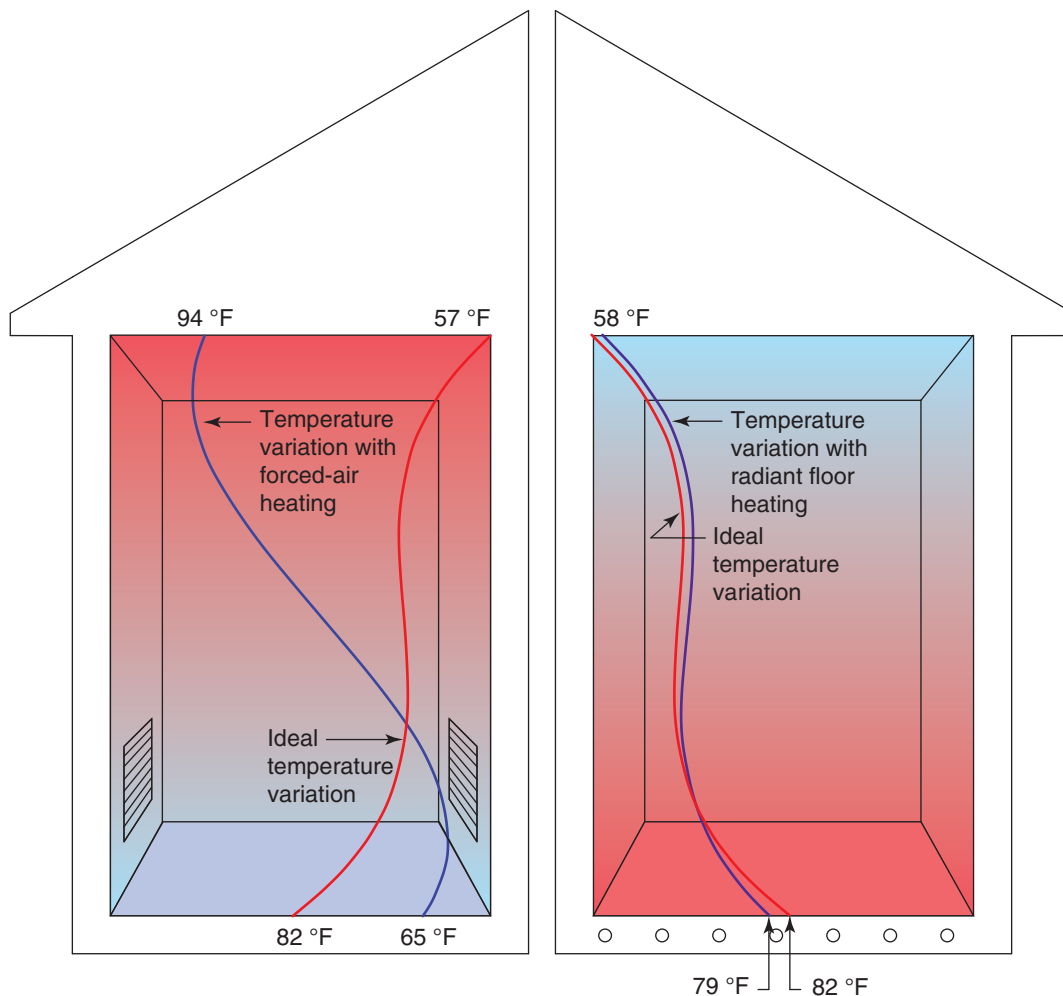 94 °F
57 °F
Temperature
variation with
forced-air
heating
Ideal
temperature
variation
82 °F
65 °F
58 °F
Temperature
variation with
radiant floor
heating
Ideal
temperature
variation
79 °F
82 °F